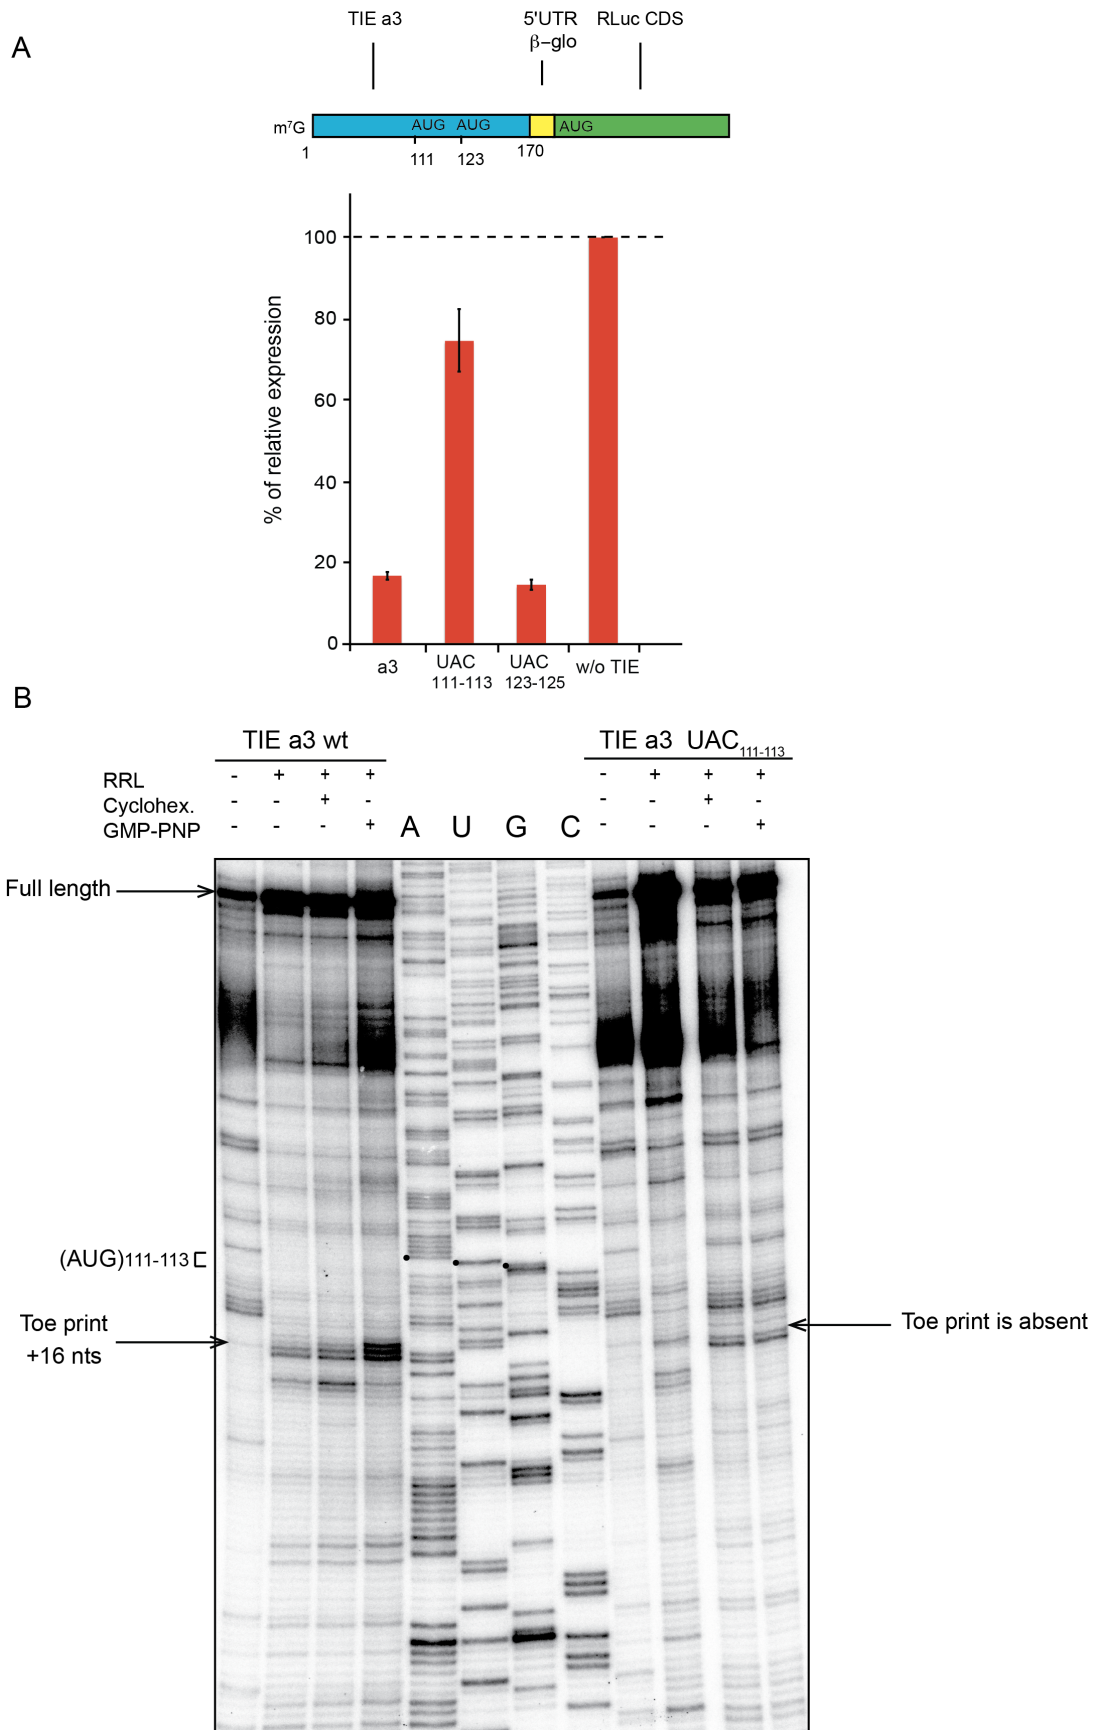 A
TIE a3
5'UTR
β–glo
RLuc CDS
m⁷G
AUG
AUG
AUG
1
111
123
170
% of relative expression
100
80
60
40
20
0
a3
UAC
111-113
UAC
123-125
w/o TIE
B
TIE a3 wt
TIE a3 UAC111-113
RRL - + + + - + + +
Cyclohex. - - + - - - + -
GMP-PNP - - - + - - - +
A U G C
Full length
(AUG)111-113
Toe print
+16 nts
Toe print is absent